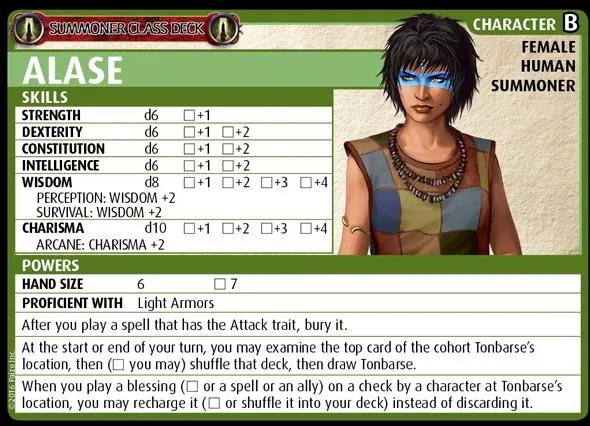 SUMMONER CLASS DECK
CHARACTER B
ALASE
FEMALE
HUMAN
SUMMONER
SKILLS
STRENGTH d6 □+1
DEXTERITY d6 □+1 □+2
CONSTITUTION d6 □+1 □+2
INTELLIGENCE d6 □+1 □+2
WISDOM d8 □+1 □+2 □+3 □+4
PERCEPTION: WISDOM +2
SURVIVAL: WISDOM +2
CHARISMA d10 □+1 □+2 □+3 □+4
ARCANE: CHARISMA +2
POWERS
HAND SIZE 6 □ 7
PROFICIENT WITH Light Armors
After you play a spell that has the Attack trait, bury it.
At the start or end of your turn, you may examine the top card of the cohort Tonbarse's
location, then (□ you may) shuffle that deck, then draw Tonbarse.
When you play a blessing (□ or a spell or an ally) on a check by a character at Tonbarse's
location, you may recharge it (□ or shuffle it into your deck) instead of discarding it.
©2016 Paizo Inc.